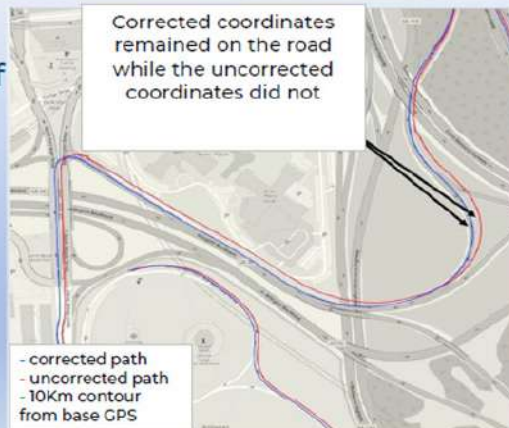 Corrected coordinates
remained on the road
while the uncorrected
coordinates did not
f
- corrected path
- uncorrected path
- 10Km contour
from base GPS